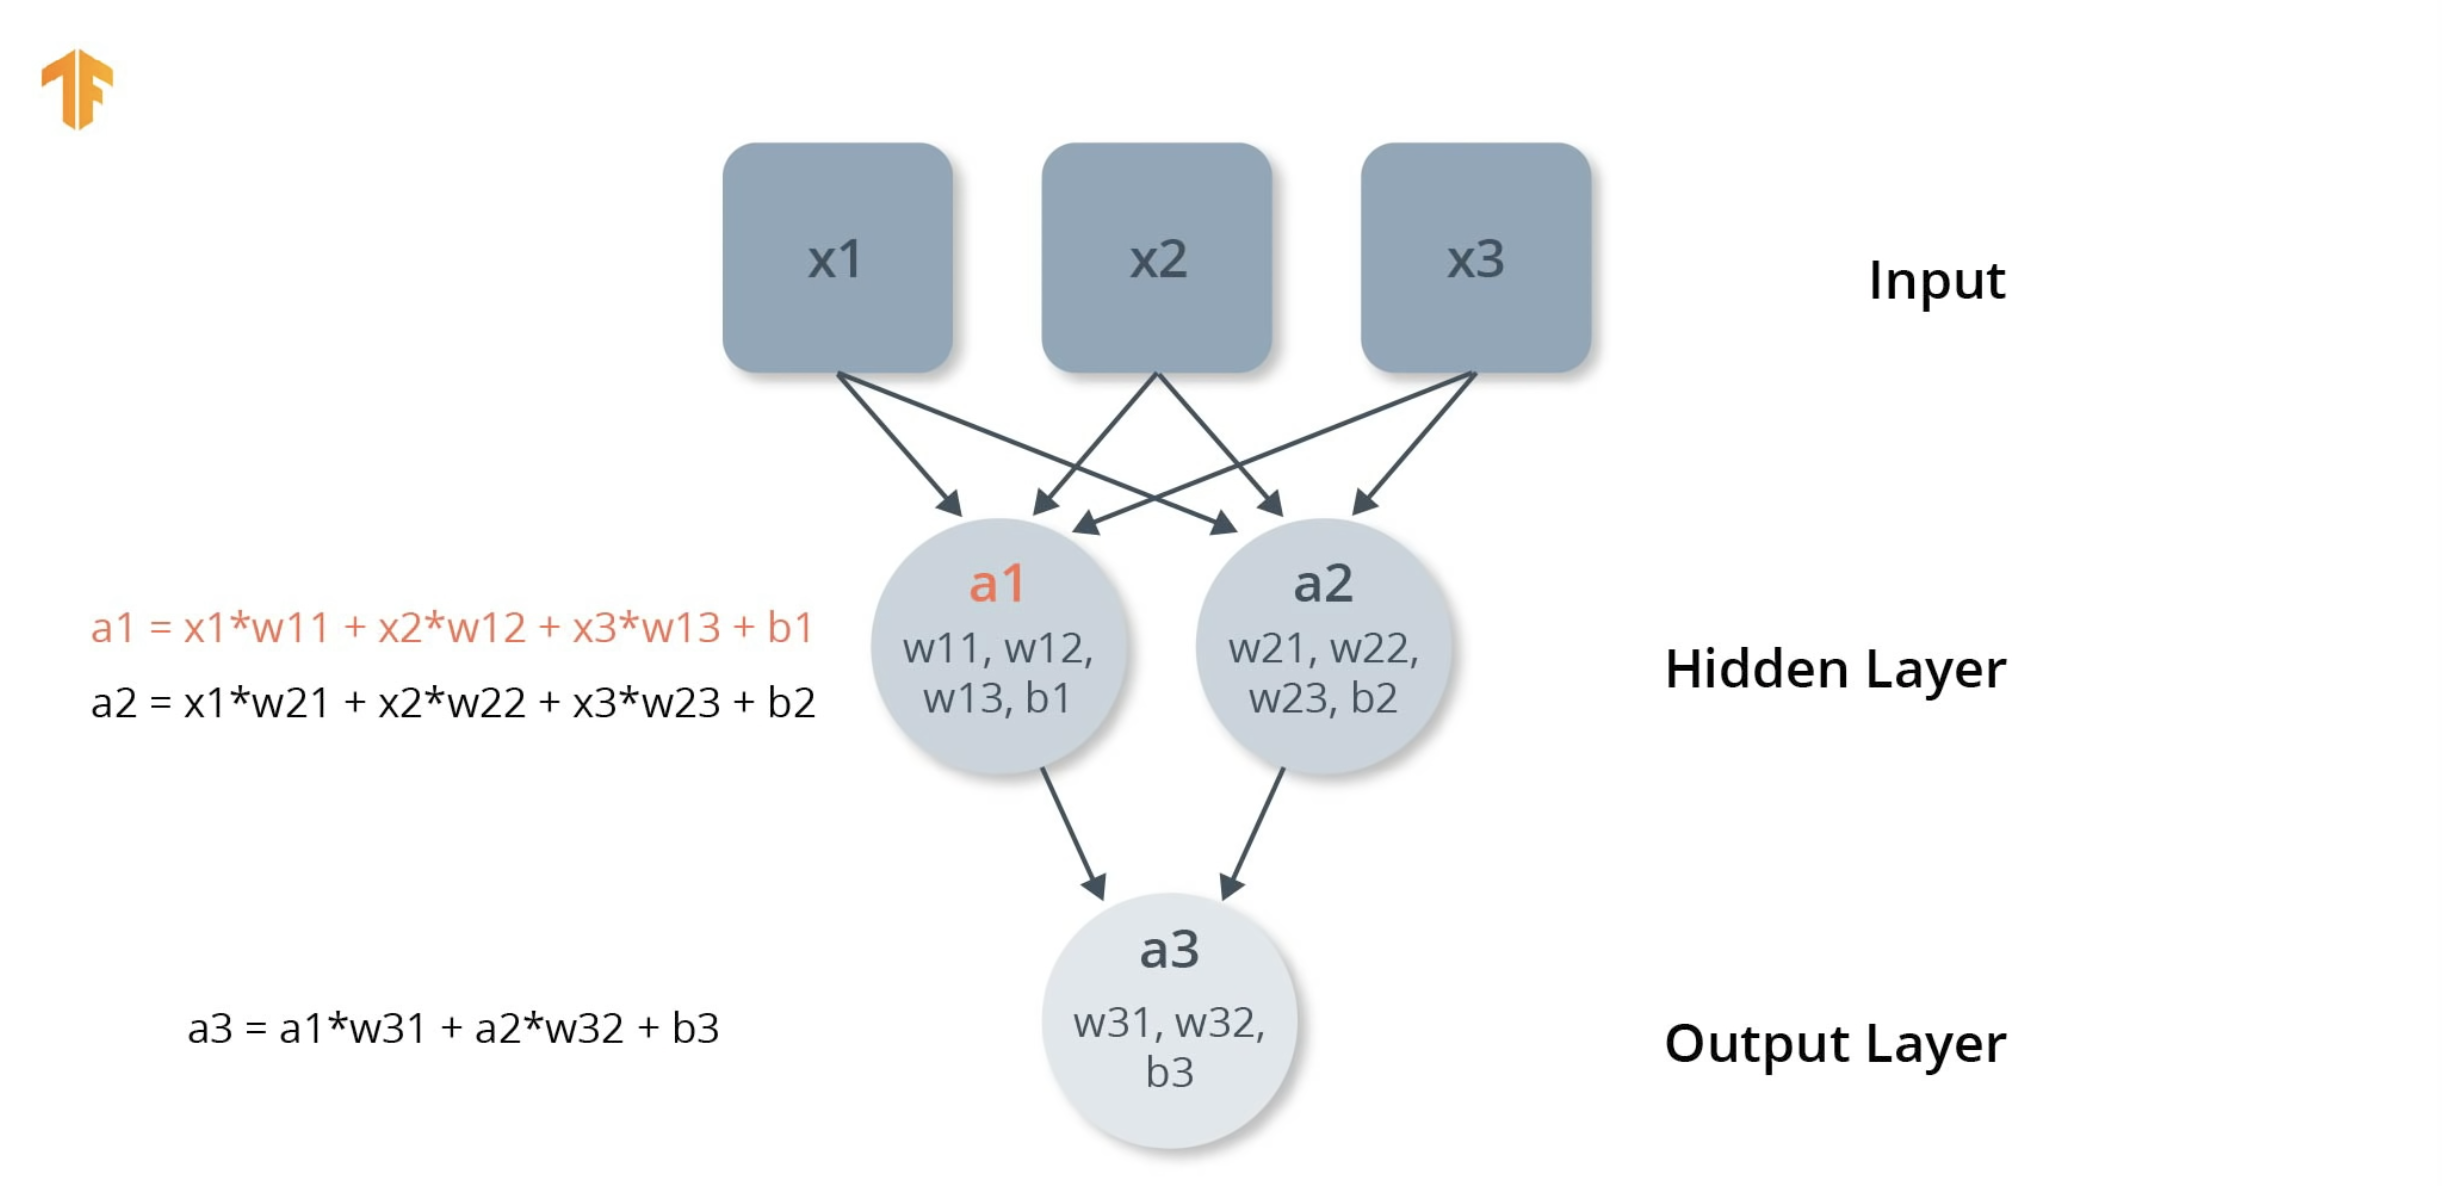 x1
x2
x3
Input
a1
w11, w12,
w13, b1
a2
w21, w22,
w23, b2
a1 = x1*w11 + x2*w12 + x3*w13 + b1
a2 = x1*w21 + x2*w22 + x3*w23 + b2
Hidden Layer
a3
w31, w32,
b3
a3 = a1*w31 + a2*w32 + b3
Output Layer